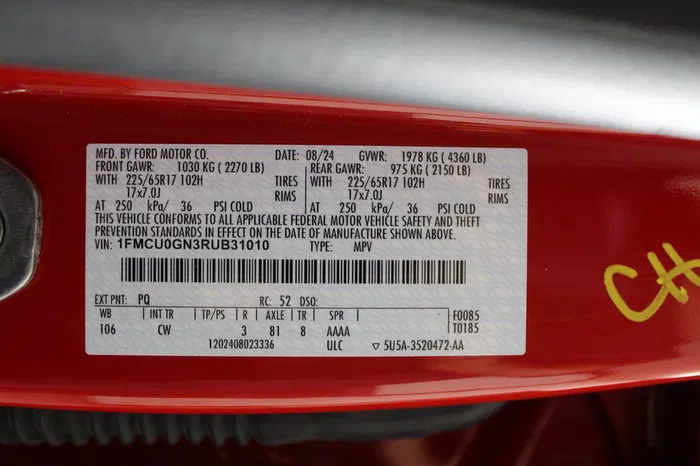 MFD. BY FORD MOTOR CO. DATE: 08/24 GVWR: 1978 KG ( 4360 LB)
FRONT GAWR: 1030 KG ( 2270 LB) REAR GAWR: 975 KG ( 2150 LB)
WITH 225/65R17 102H TIRES WITH 225/65R17 102H TIRES
17x7.0J RIMS 17x7.0J RIMS
AT 250 kPa/ 36 PSI COLD AT 250 kPa/ 36 PSI COLD
THIS VEHICLE CONFORMS TO ALL APPLICABLE FEDERAL MOTOR VEHICLE SAFETY AND THEFT
PREVENTION STANDARDS IN EFFECT ON THE DATE OF MANUFACTURE SHOWN ABOVE.
VIN: 1FMCU0GN3RUB31010 TYPE: MPV
EXT PNT: PQ RC: 52 DSO:
WB INT TR TP/PS R AXLE TR SPR F0085
106 CW 3 81 8 AAAA T0185
1202408023336 ULC ▽ 5U5A-3520472-AA
CH